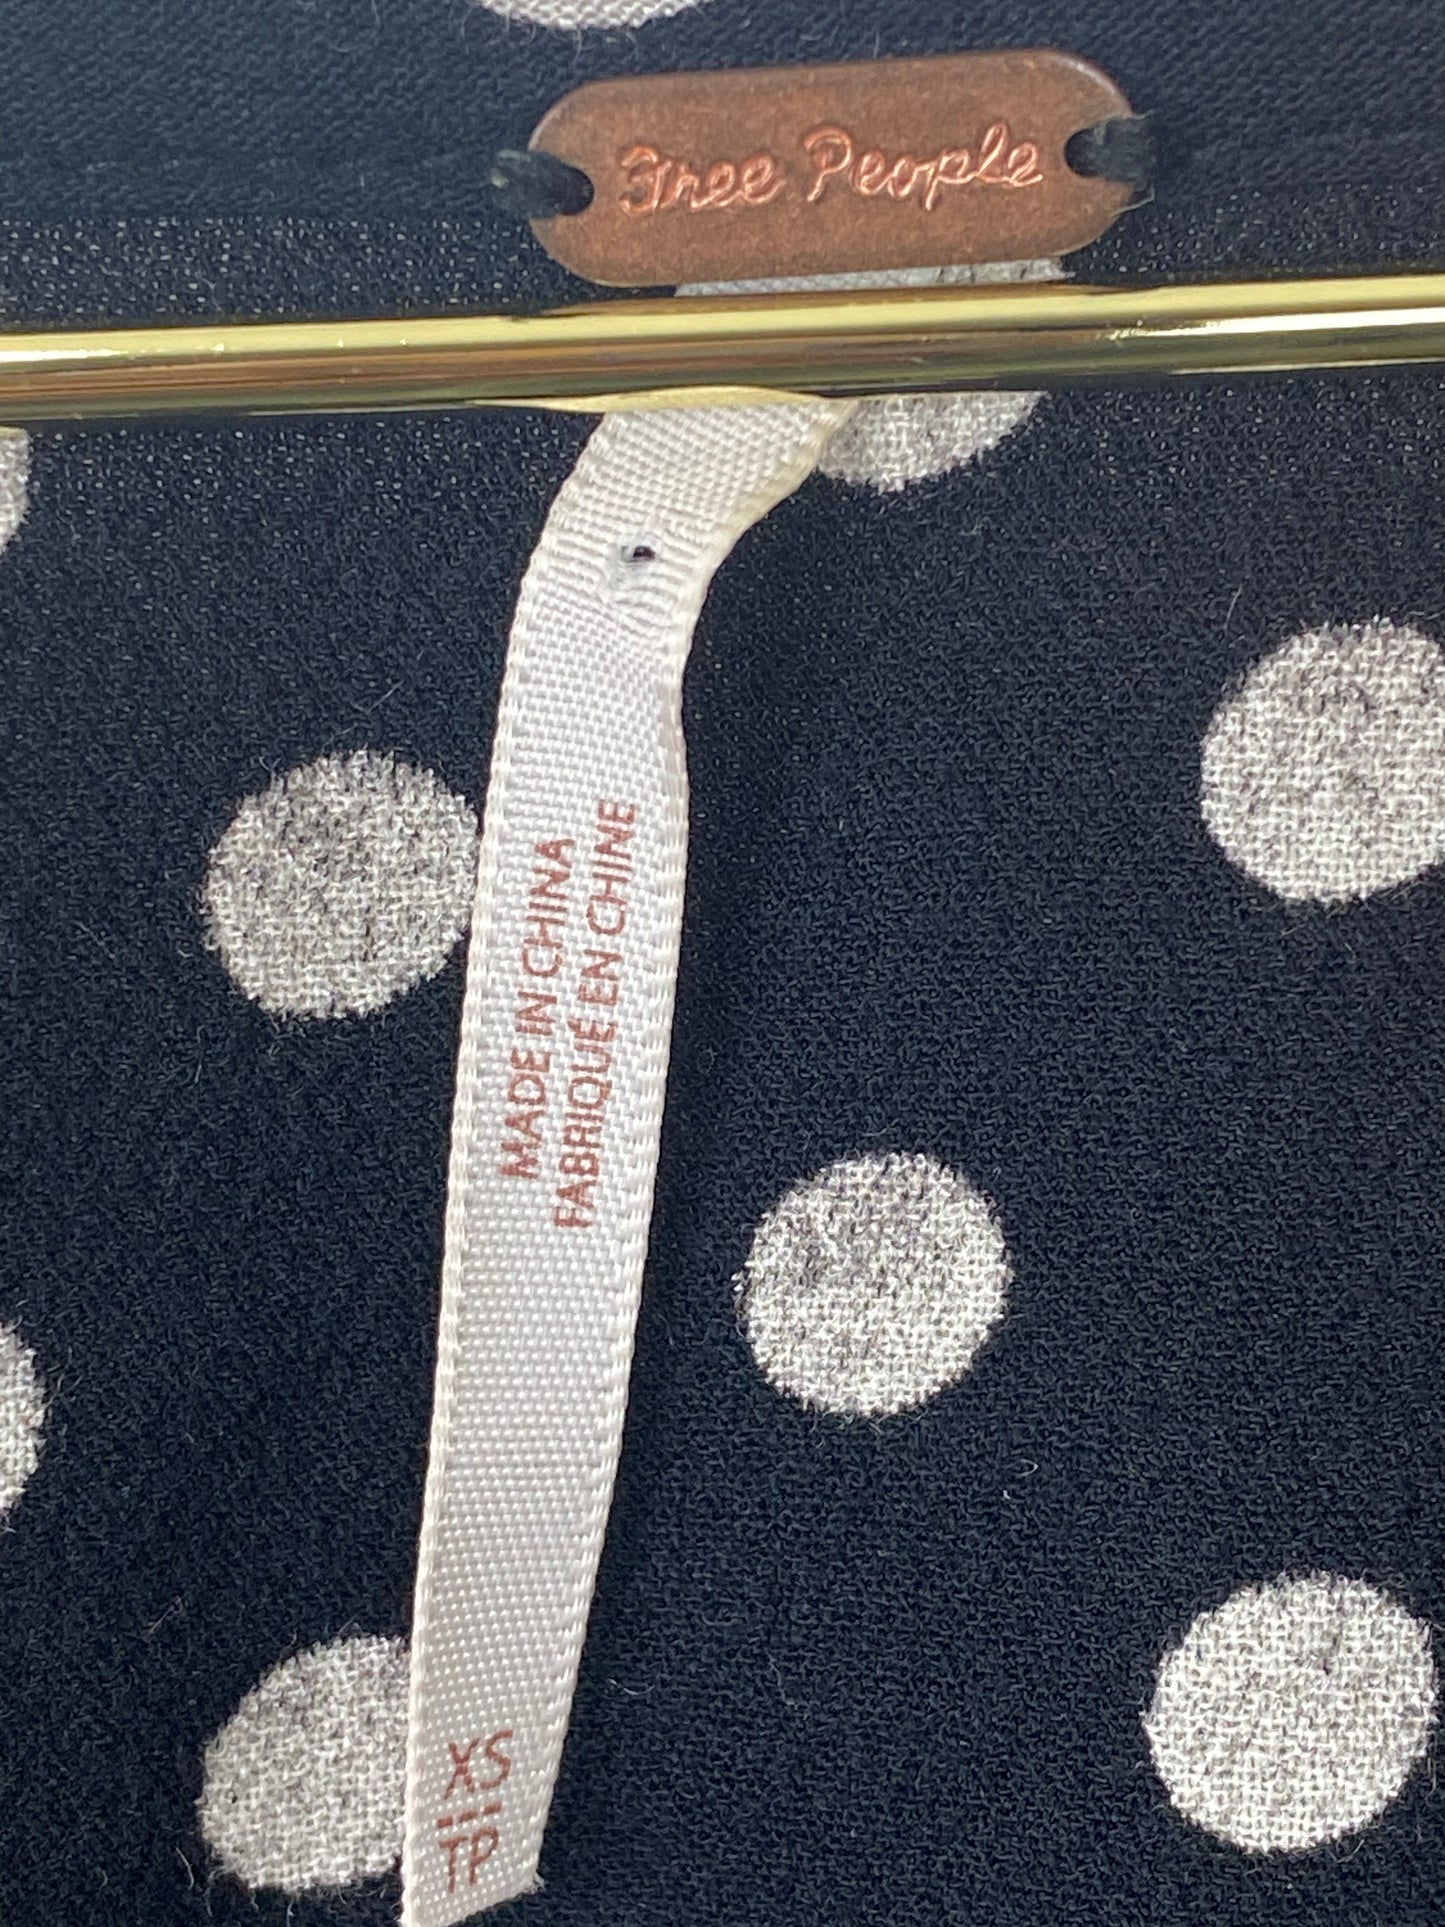 Free People
MADE IN CHINA
FABRIQUÉ EN CHINE
XS
TP